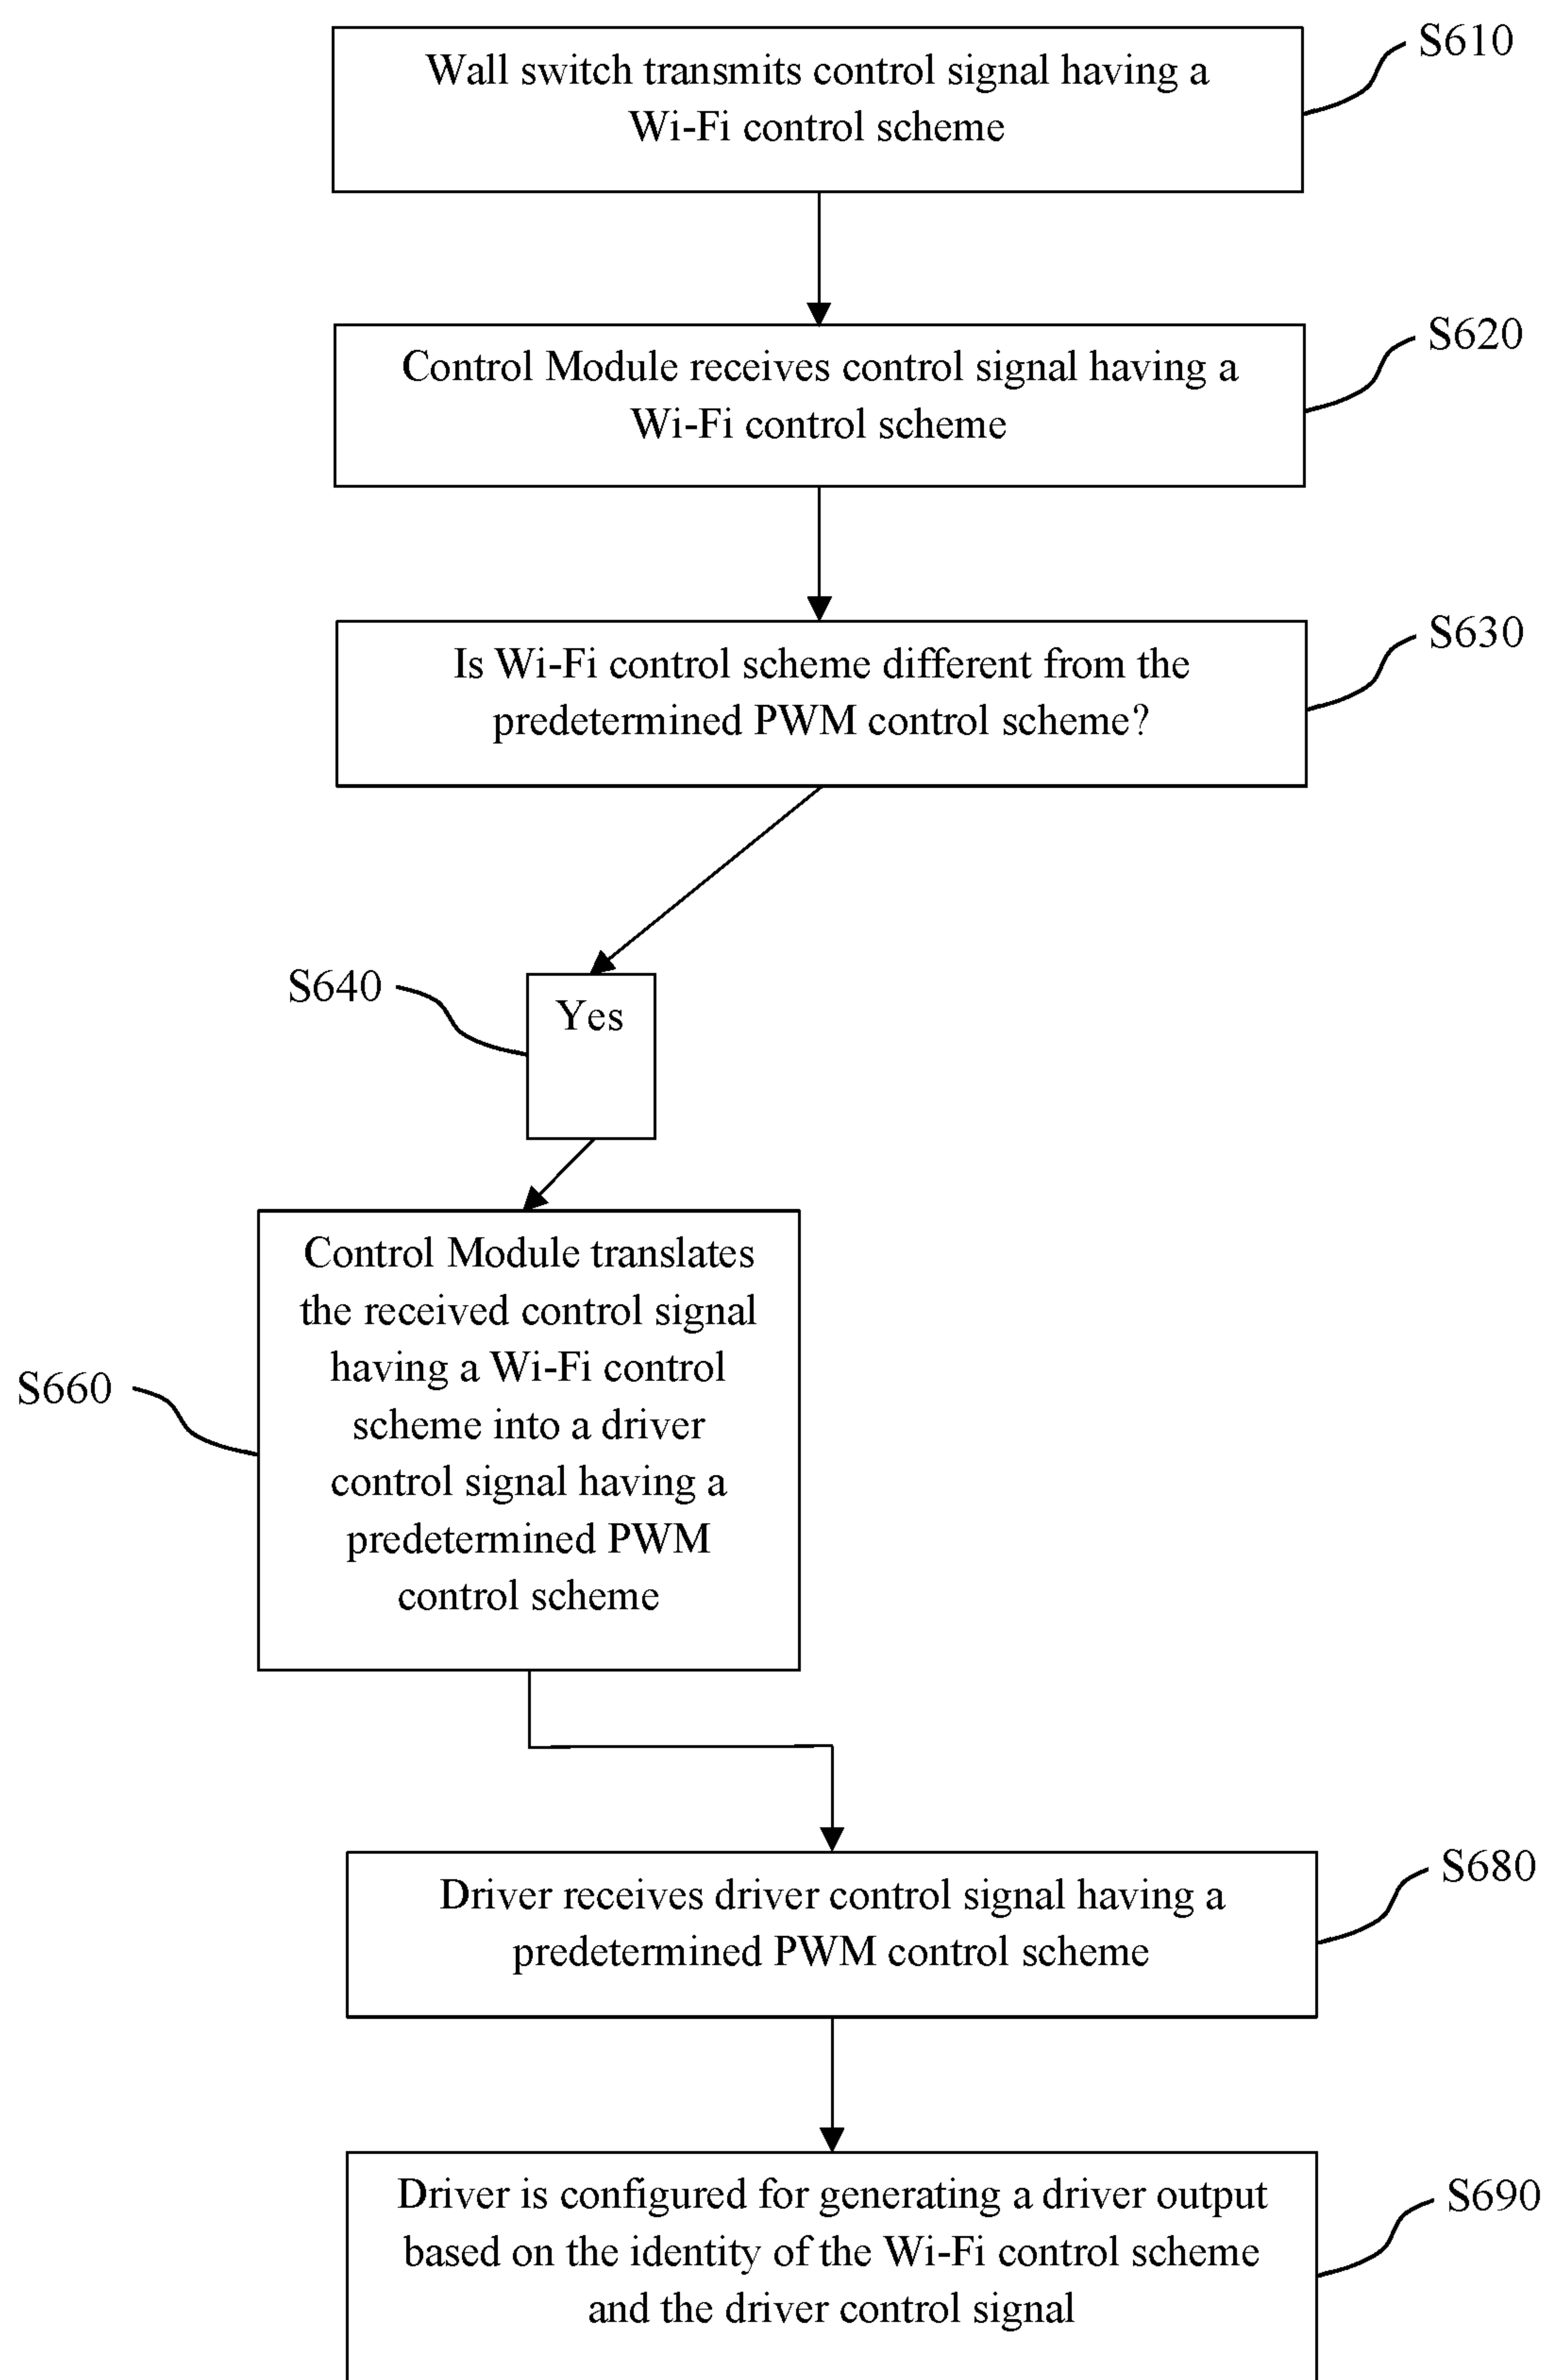 S610
Wall switch transmits control signal having a
Wi-Fi control scheme
S620
Control Module receives control signal having a
Wi-Fi control scheme
S630
Is Wi-Fi control scheme different from the
predetermined PWM control scheme?
S640
Yes
Control Module translates
the received control signal
having a Wi-Fi control
scheme into a driver
control signal having a
predetermined PWM
control scheme
S660
S680
Driver receives driver control signal having a
predetermined PWM control scheme
S690
Driver is configured for generating a driver output
based on the identity of the Wi-Fi control scheme
and the driver control signal